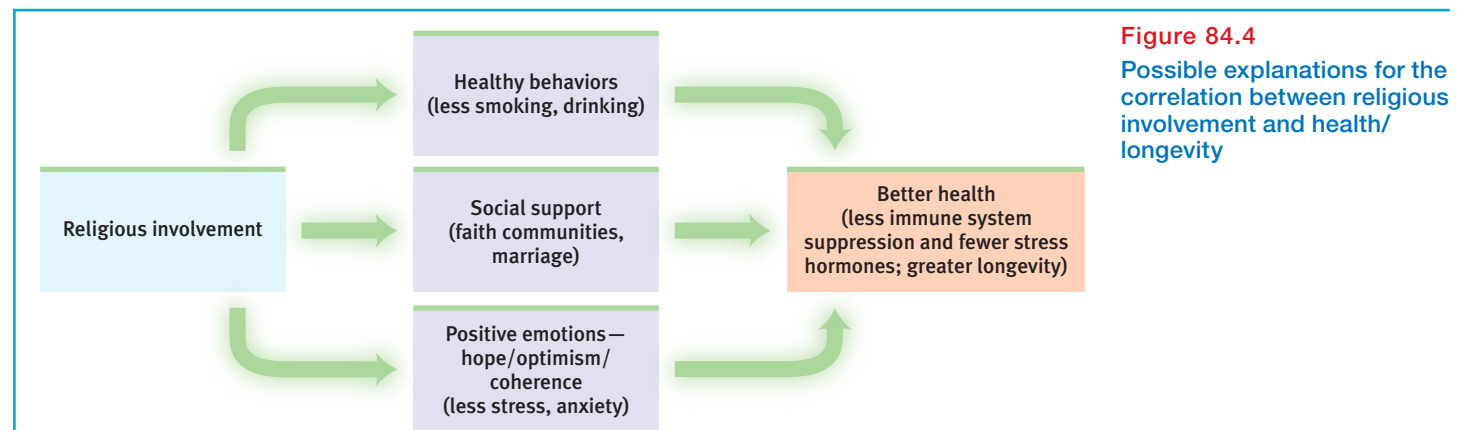 Healthy behaviors
(less smoking, drinking)
Religious involvement
Social support
(faith communities,
marriage)
Positive emotions—
hope/optimism/
coherence
(less stress, anxiety)
Better health
(less immune system
suppression and fewer stress
hormones; greater longevity)
Figure 84.4
Possible explanations for the
correlation between religious
involvement and health/
longevity